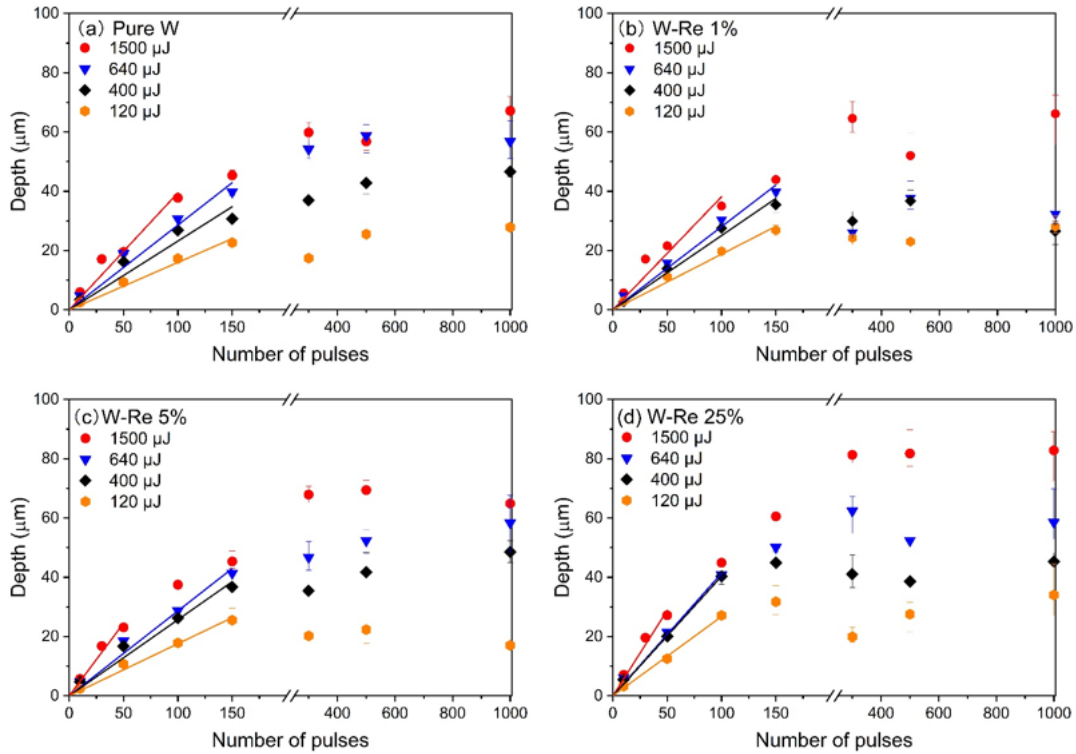 (a) Pure W
1500 μJ
640 μJ
400 μJ
120 μJ
100
80
60
40
20
0
Depth (μm)
0 50 100 150 400 600 800 1000
Number of pulses
(b) W-Re 1%
1500 μJ
640 μJ
400 μJ
120 μJ
100
80
60
40
20
0
Depth (μm)
0 50 100 150 400 600 800 1000
Number of pulses
(c) W-Re 5%
1500 μJ
640 μJ
400 μJ
120 μJ
100
80
60
40
20
0
Depth (μm)
0 50 100 150 400 600 800 1000
Number of pulses
(d) W-Re 25%
1500 μJ
640 μJ
400 μJ
120 μJ
100
80
60
40
20
0
Depth (μm)
0 50 100 150 400 600 800 1000
Number of pulses